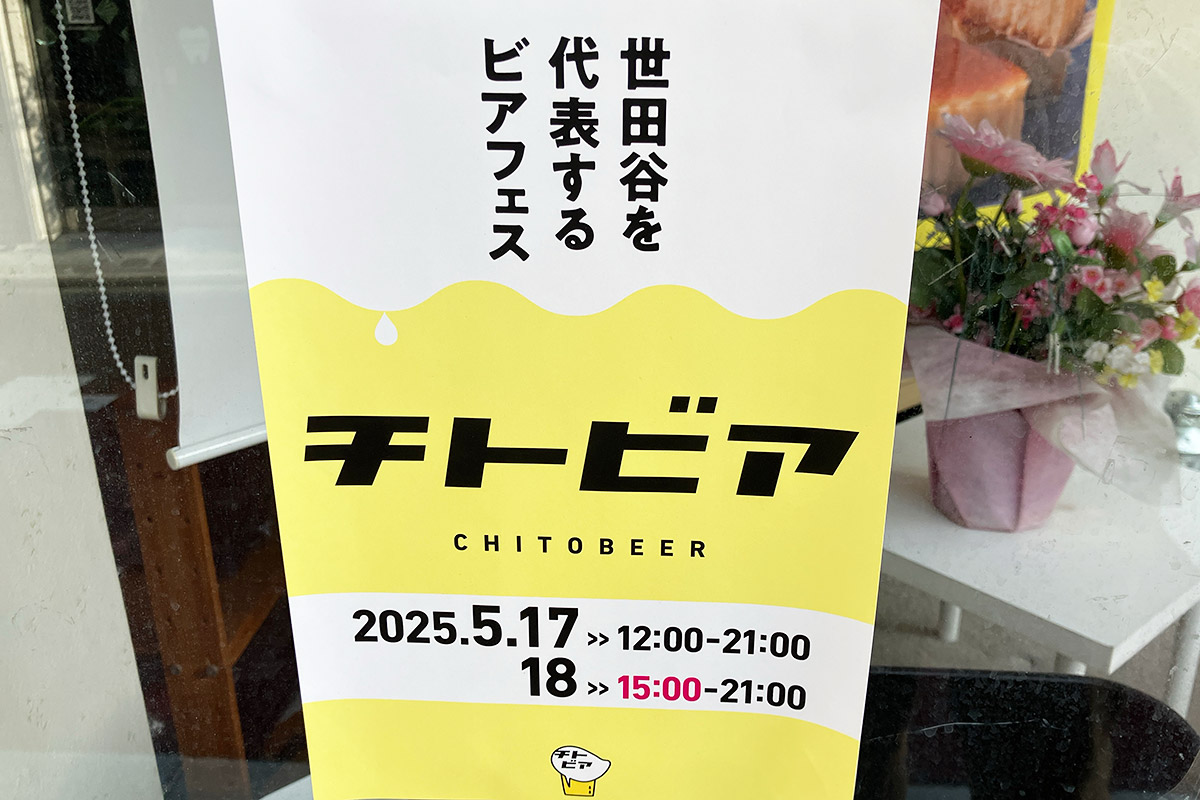 世田谷を
代表する
ビアフェス
チトビア
CHITOBEER
2025.5.17 >> 12:00-21:00
18 >> 15:00-21:00
チト
ビア